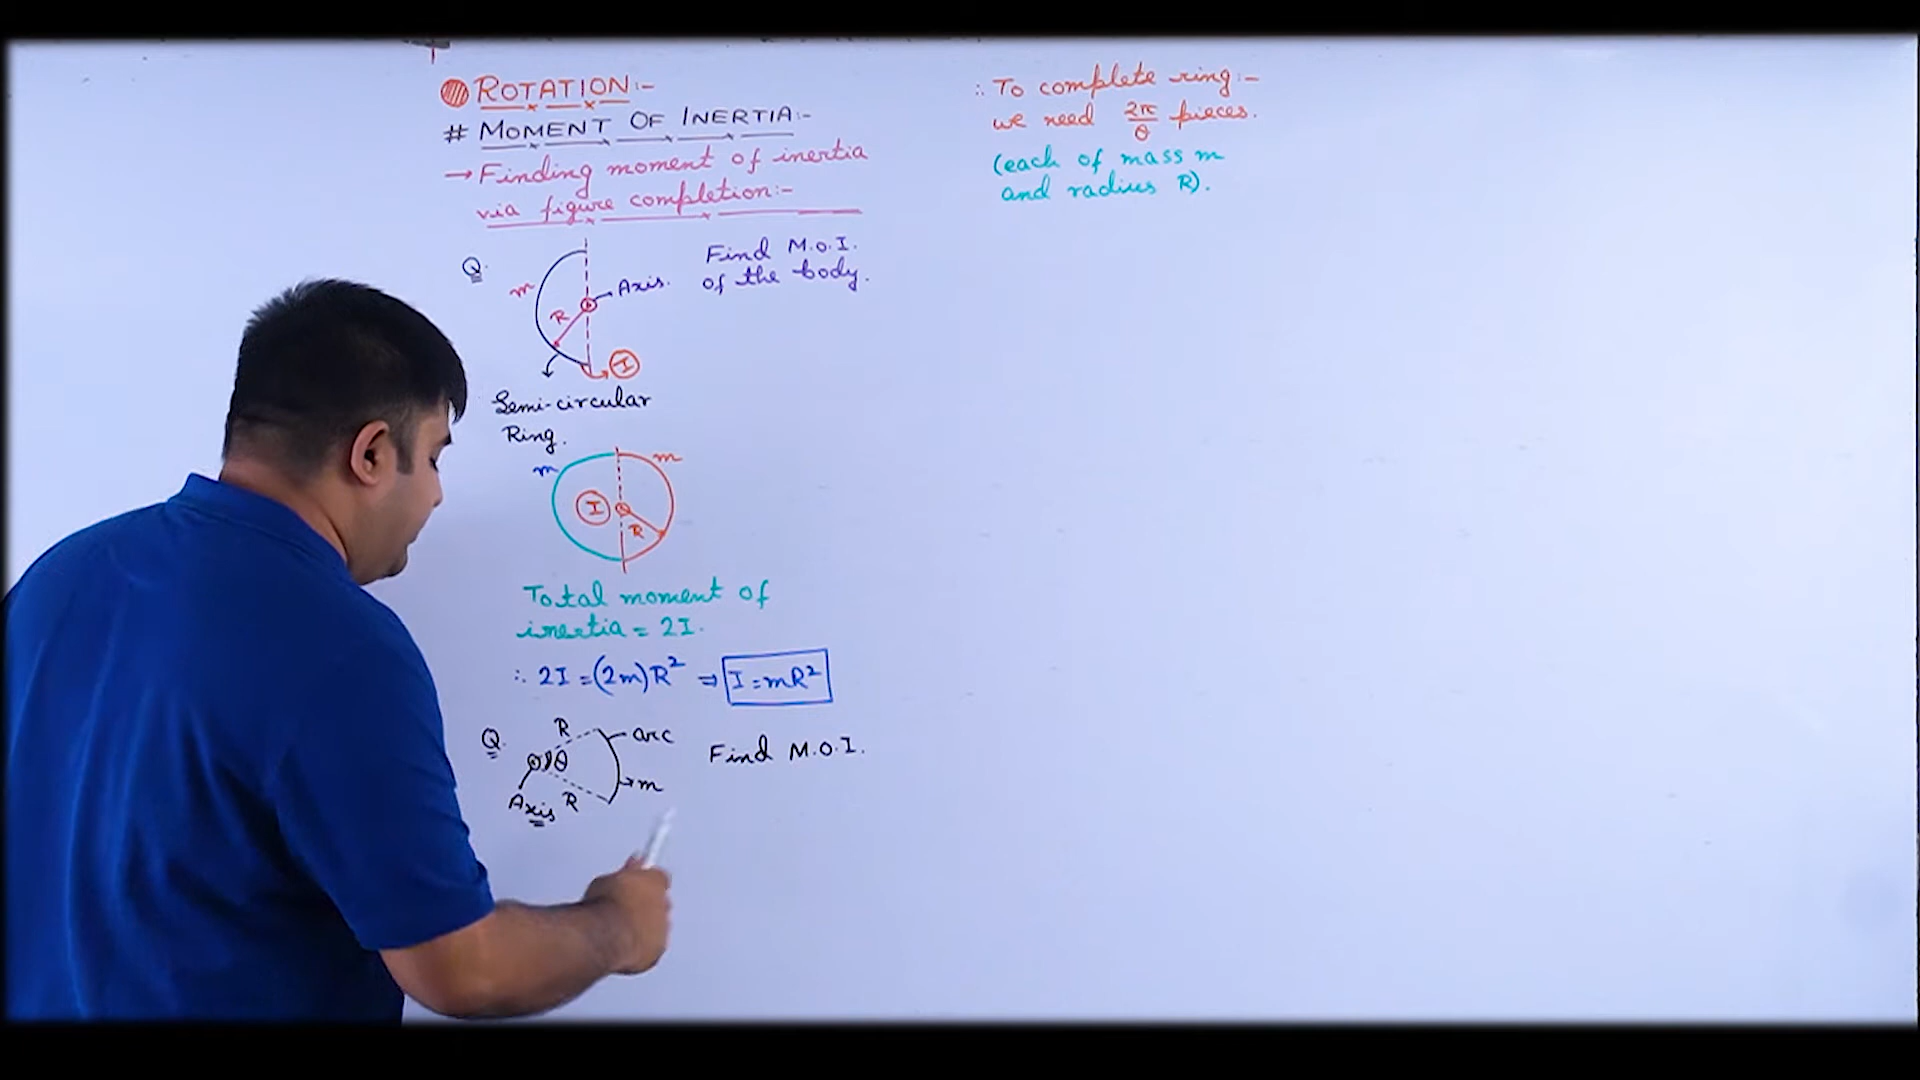 ROTATION:-
# MOMENT OF INERTIA:-
→ Finding moment of inertia
via figure completion:-
Q. m R Axis. Find M.O.I.
of the body.
I
Semi-circular
Ring.
m m
I R
Total moment of
inertia = 2I.
∴ 2I = (2m)R² ⇒ I = mR²
Q. R θ arc Find M.O.I.
m
Axis R
∴ To complete ring:-
we need 2π/θ pieces.
(each of mass m
and radius R).